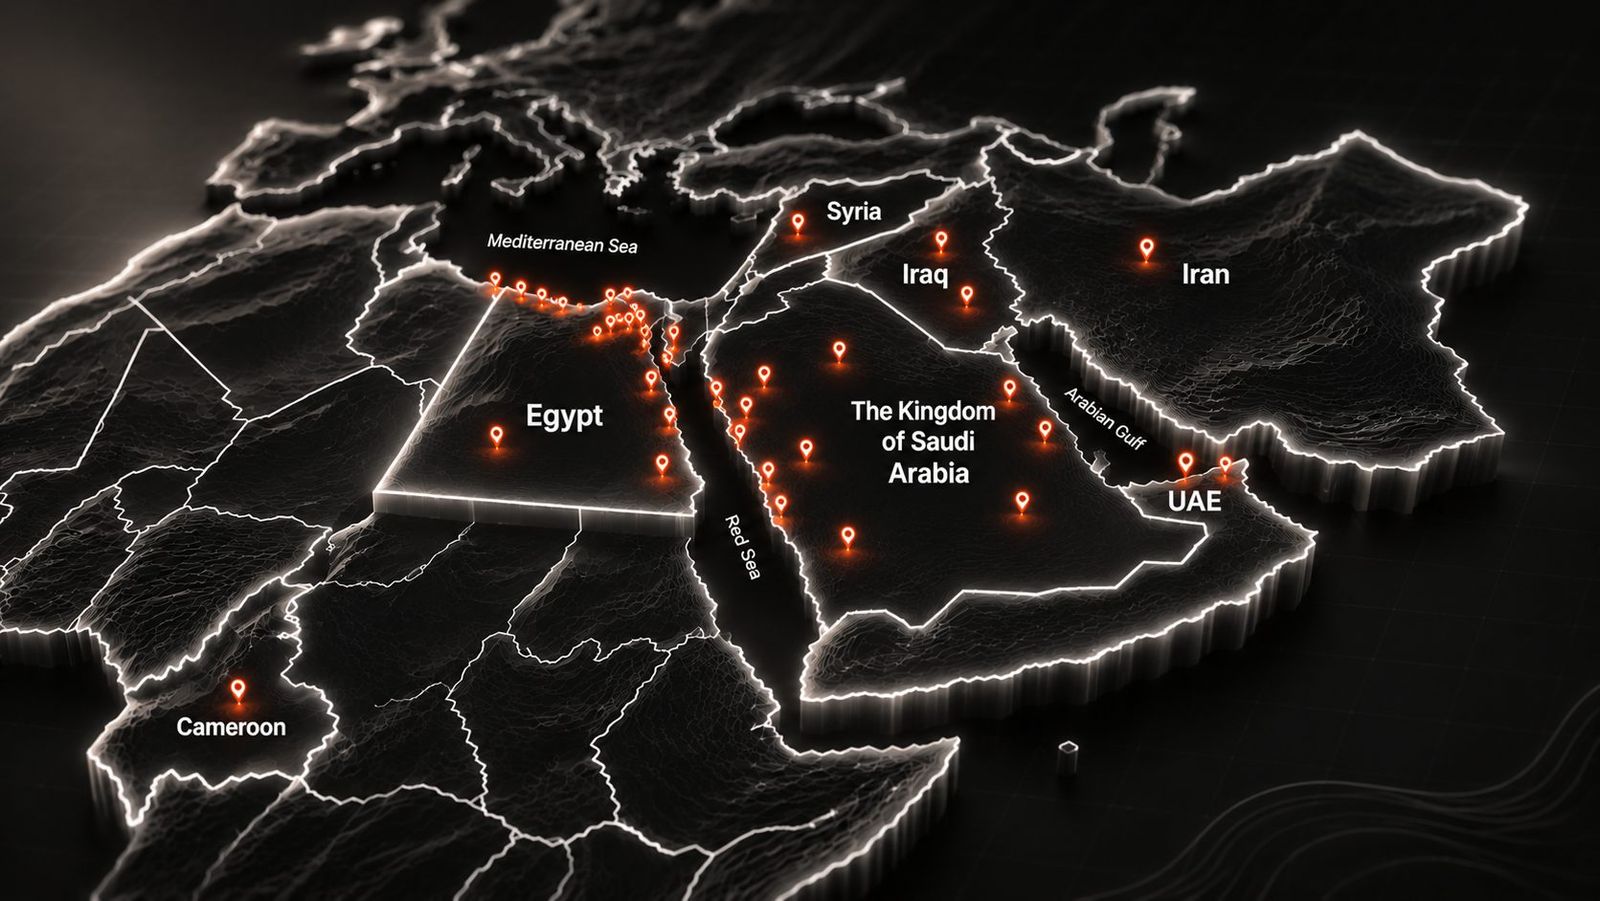 Syria
Mediterranean Sea
Iraq
Iran
Egypt
The Kingdom
of Saudi
Arabia
Arabian Guff
UAE
Red Sea
Cameroon